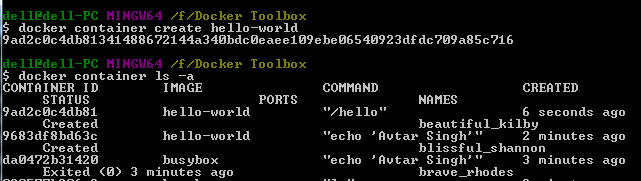 dell@dell-PC MINGW64 /f/Docker Toolbox
$ docker container create hello-world
9ad2c0c4db81341488672144a340bdc0eaee109ebe06540923dfdc709a85c716

dell@dell-PC MINGW64 /f/Docker Toolbox
$ docker container ls -a
CONTAINER ID IMAGE COMMAND CREATED
STATUS PORTS NAMES
9ad2c0c4db81 hello-world "/hello" 6 seconds ago
Created beautiful_kilby
9683df8bd63c hello-world "echo 'Avtar Singh'" 2 minutes ago
Created blissful_shannon
da0472b31420 busybox "echo 'Avtar Singh'" 3 minutes ago
Exited (0) 3 minutes ago brave_rhodes